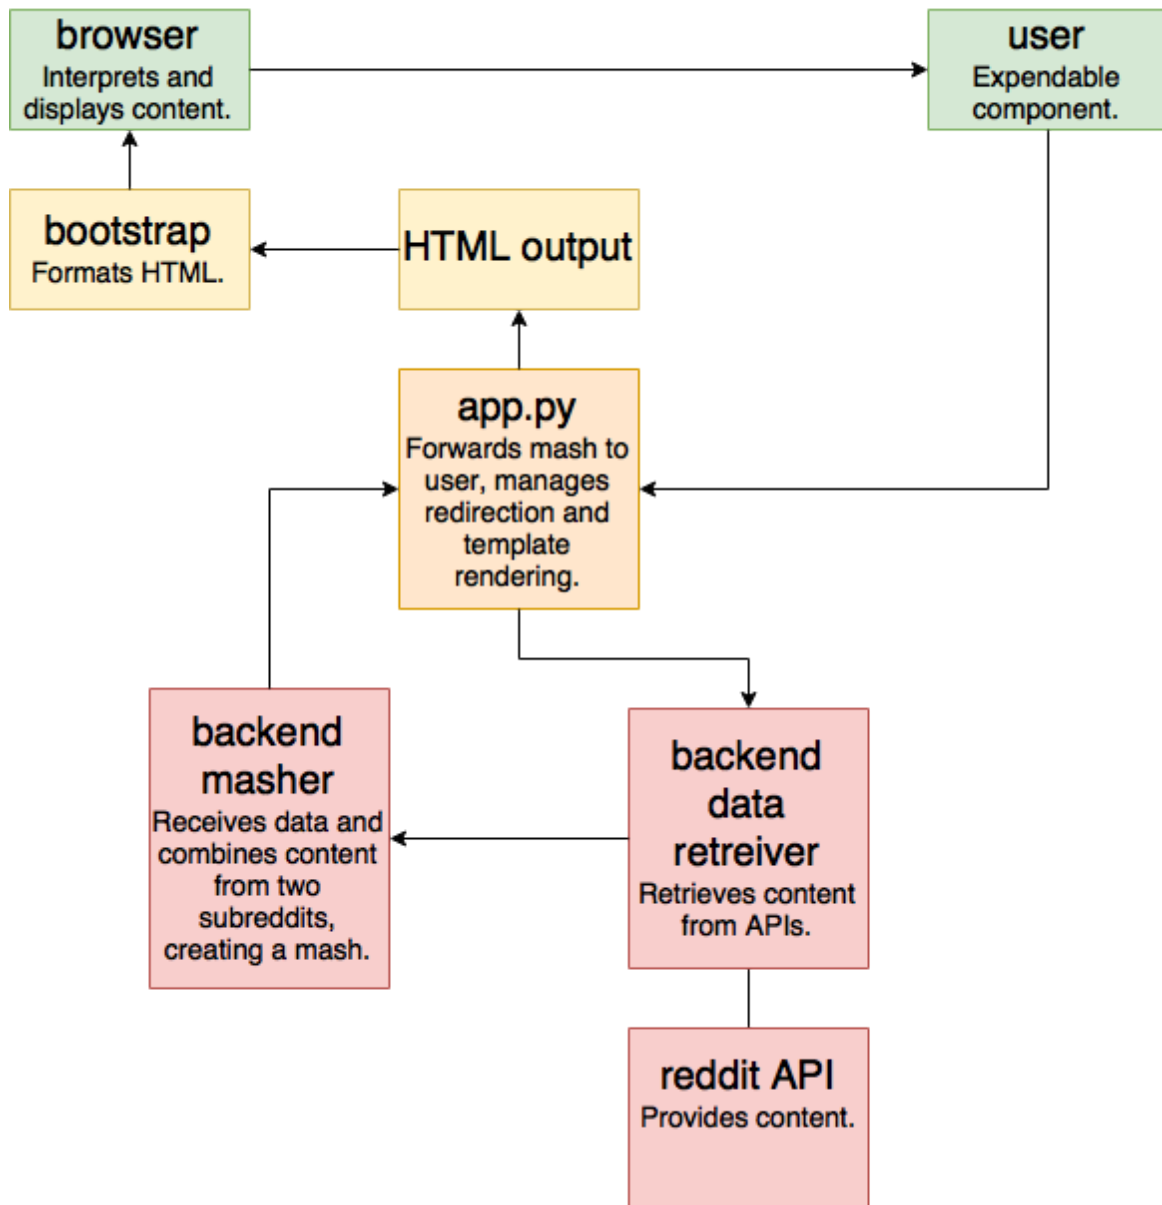 browser
Interprets and
displays content.
user
Expendable
component.
bootstrap
Formats HTML.
HTML output
app.py
Forwards mash to
user, manages
redirection and
template
rendering.
backend
masher
Receives data and
combines content
from two
subreddits,
creating a mash.
backend
data
retreiver
Retrieves content
from APIs.
reddit API
Provides content.